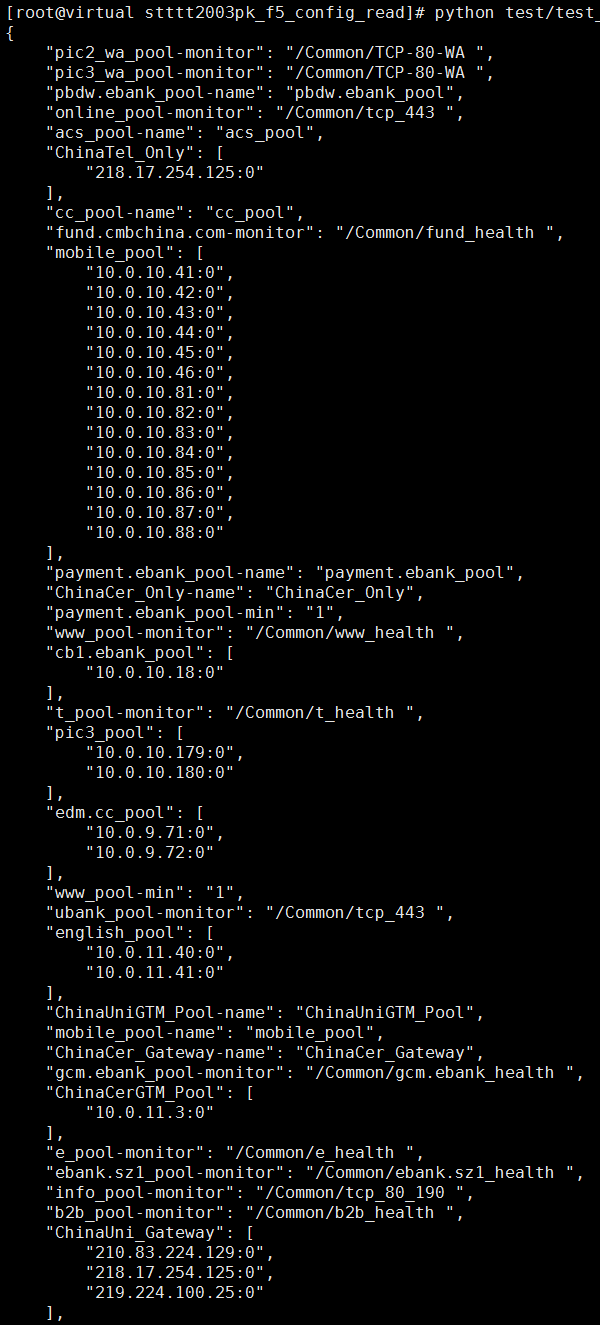 [root@virtual stttt2003pk_f5_config_read]# python test/test_
{
    "pic2_wa_pool-monitor": "/Common/TCP-80-WA ",
    "pic3_wa_pool-monitor": "/Common/TCP-80-WA ",
    "pbdw.ebank_pool-name": "pbdw.ebank_pool",
    "online_pool-monitor": "/Common/tcp_443 ",
    "acs_pool-name": "acs_pool",
    "ChinaTel_Only": [
        "218.17.254.125:0"
    ],
    "cc_pool-name": "cc_pool",
    "fund.cmbchina.com-monitor": "/Common/fund_health ",
    "mobile_pool": [
        "10.0.10.41:0",
        "10.0.10.42:0",
        "10.0.10.43:0",
        "10.0.10.44:0",
        "10.0.10.45:0",
        "10.0.10.46:0",
        "10.0.10.81:0",
        "10.0.10.82:0",
        "10.0.10.83:0",
        "10.0.10.84:0",
        "10.0.10.85:0",
        "10.0.10.86:0",
        "10.0.10.87:0",
        "10.0.10.88:0"
    ],
    "payment.ebank_pool-name": "payment.ebank_pool",
    "ChinaCer_Only-name": "ChinaCer_Only",
    "payment.ebank_pool-min": "1",
    "www_pool-monitor": "/Common/www_health ",
    "cb1.ebank_pool": [
        "10.0.10.18:0"
    ],
    "t_pool-monitor": "/Common/t_health ",
    "pic3_pool": [
        "10.0.10.179:0",
        "10.0.10.180:0"
    ],
    "edm.cc_pool": [
        "10.0.9.71:0",
        "10.0.9.72:0"
    ],
    "www_pool-min": "1",
    "ubank_pool-monitor": "/Common/tcp_443 ",
    "english_pool": [
        "10.0.11.40:0",
        "10.0.11.41:0"
    ],
    "ChinaUniGTM_Pool-name": "ChinaUniGTM_Pool",
    "mobile_pool-name": "mobile_pool",
    "ChinaCer_Gateway-name": "ChinaCer_Gateway",
    "gcm.ebank_pool-monitor": "/Common/gcm.ebank_health ",
    "ChinaCerGTM_Pool": [
        "10.0.11.3:0"
    ],
    "e_pool-monitor": "/Common/e_health ",
    "ebank.sz1_pool-monitor": "/Common/ebank.sz1_health ",
    "info_pool-monitor": "/Common/tcp_80_190 ",
    "b2b_pool-monitor": "/Common/b2b_health ",
    "ChinaUni_Gateway": [
        "210.83.224.129:0",
        "218.17.254.125:0",
        "219.224.100.25:0"
    ],